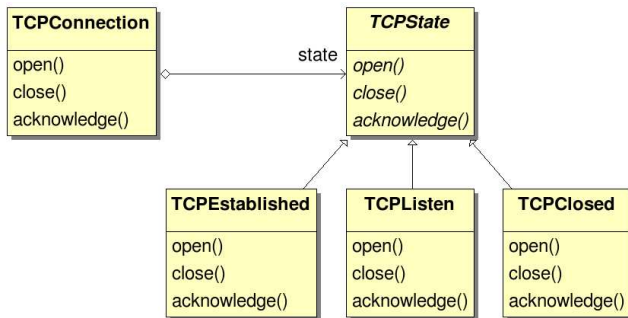 TCPConnection
open()
close()
acknowledge()
state
TCPState
open()
close()
acknowledge()
TCPEstablished
open()
close()
acknowledge()
TCPListen
open()
close()
acknowledge()
TCPClosed
open()
close()
acknowledge()